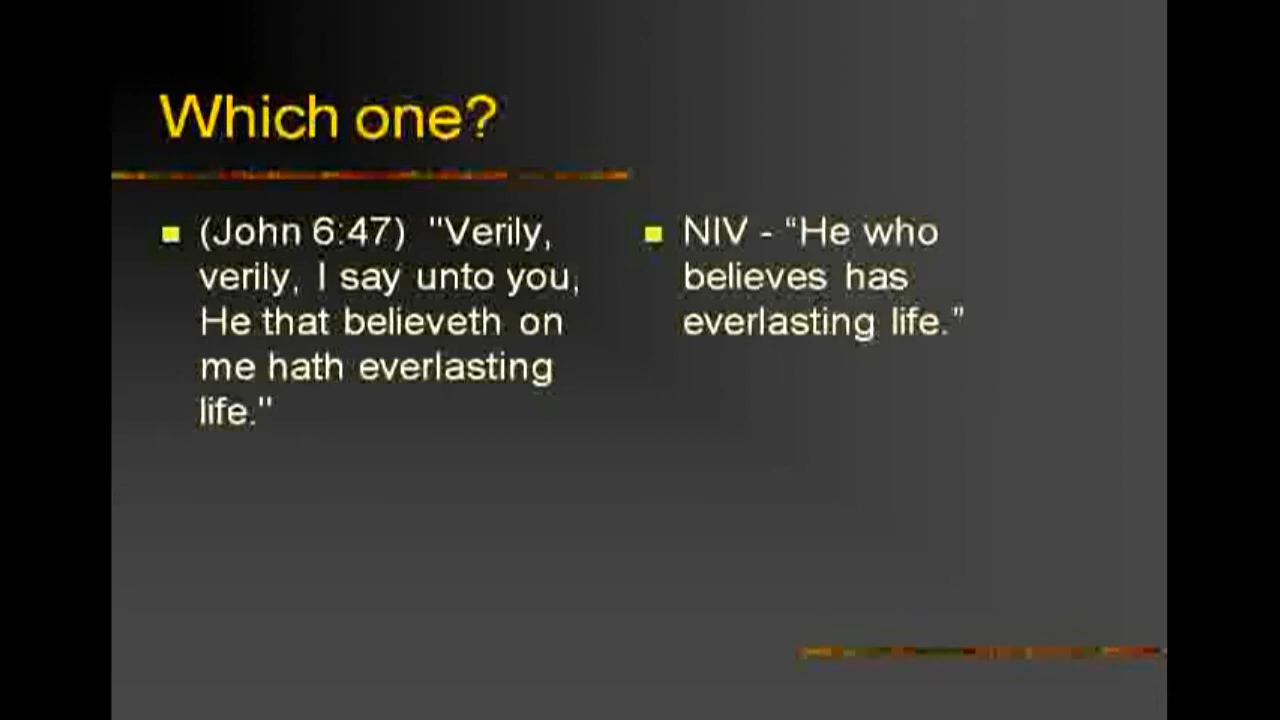 Which one?
(John 6:47) "Verily,
verily, I say unto you,
He that believeth on
me hath everlasting
life."
NIV - “He who
believes has
everlasting life.”